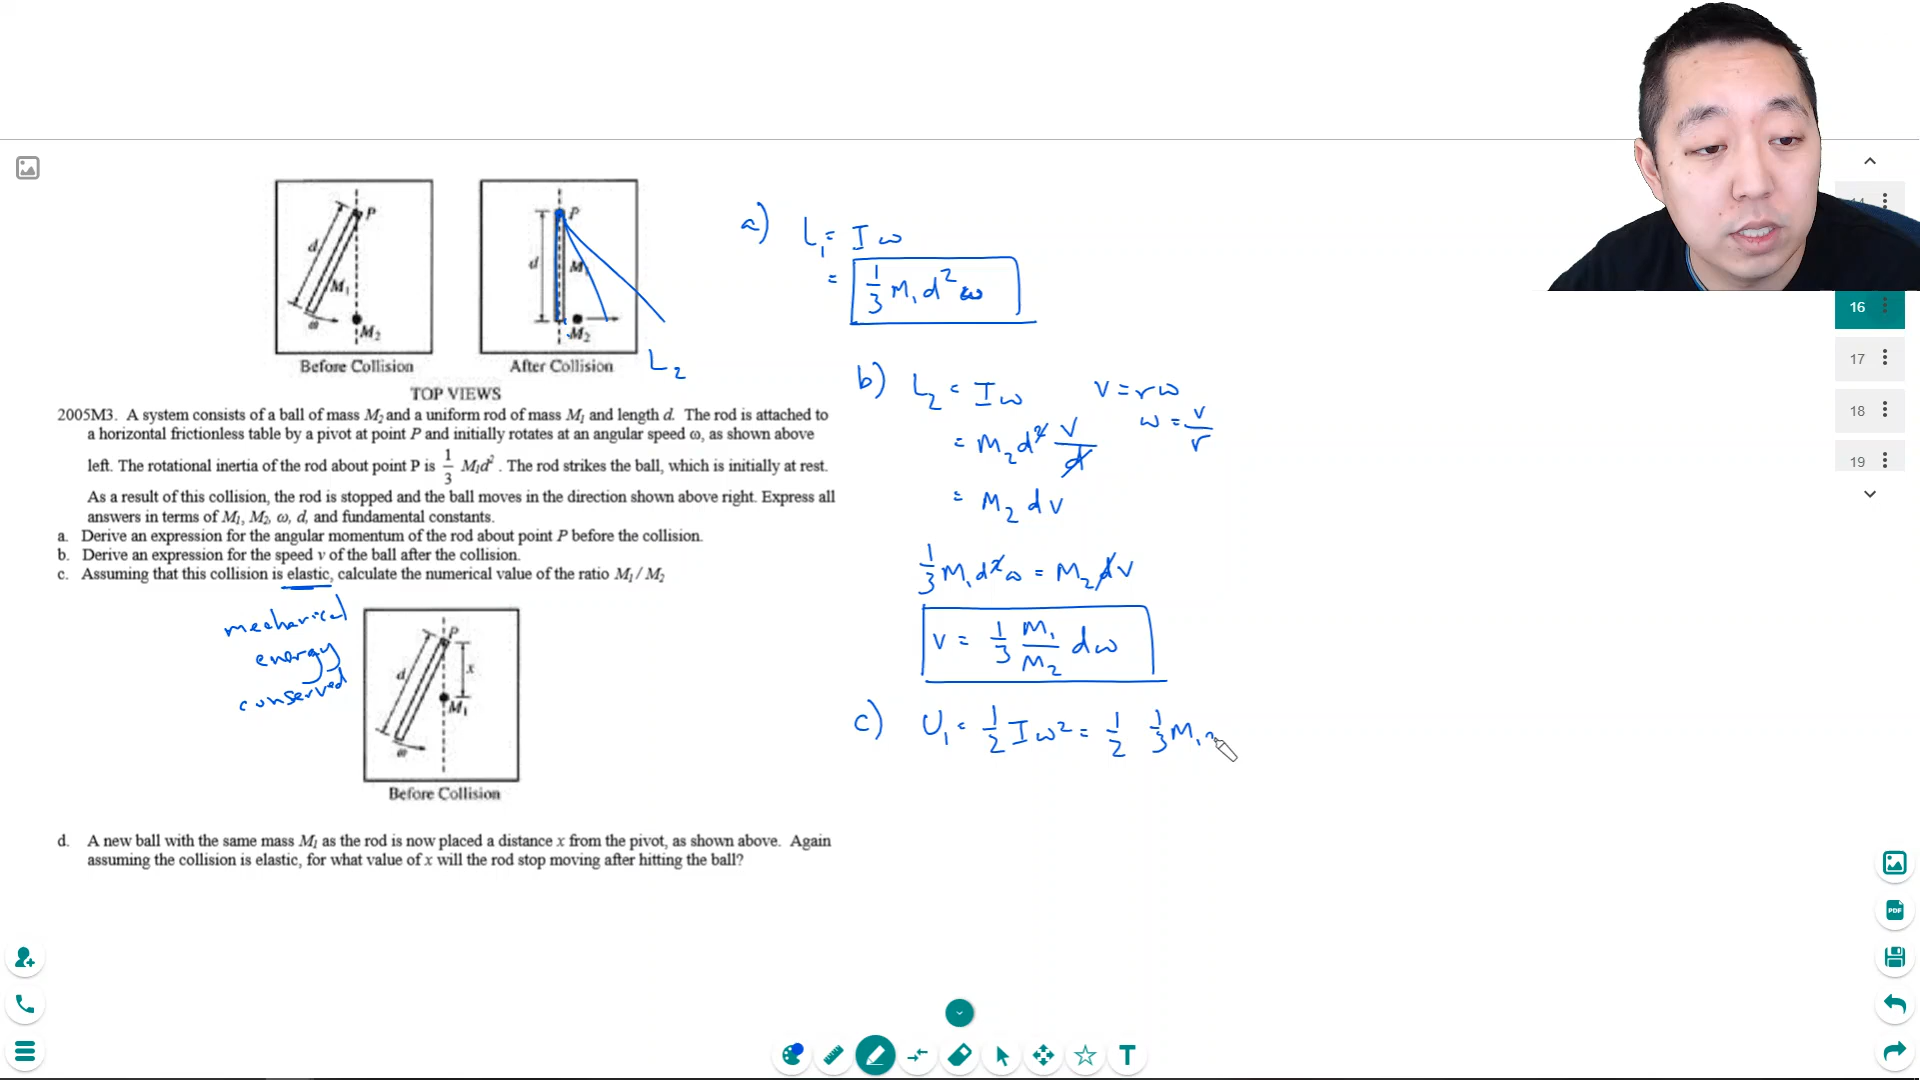 P
d
M₁
ω
M₂
Before Collision
P
d
M
M₂
After Collision
L₂
TOP VIEWS
2005M3. A system consists of a ball of mass M₂ and a uniform rod of mass M₁ and length d. The rod is attached to
a horizontal frictionless table by a pivot at point P and initially rotates at an angular speed ω, as shown above
left. The rotational inertia of the rod about point P is 1/3 M₁d². The rod strikes the ball, which is initially at rest.
As a result of this collision, the rod is stopped and the ball moves in the direction shown above right. Express all
answers in terms of M₁, M₂, ω, d, and fundamental constants.
a. Derive an expression for the angular momentum of the rod about point P before the collision.
b. Derive an expression for the speed v of the ball after the collision.
c. Assuming that this collision is elastic, calculate the numerical value of the ratio M₁ / M₂
mechanical
energy
conserved
P
x
d
M₁
ω
Before Collision
d. A new ball with the same mass M₁ as the rod is now placed a distance x from the pivot, as shown above. Again
assuming the collision is elastic, for what value of x will the rod stop moving after hitting the ball?
a) L₁ = I ω
= 1/3 M₁ d² ω
b) L₂ = I ω
= M₂ d² v/d
= M₂ d v
v = r ω
ω = v/r
1/3 M₁ d² ω = M₂ d v
v = 1/3 M₁/M₂ d ω
c) U₁ = 1/2 I ω² = 1/2 1/3 M₁
16
17
18
19
PDF
T